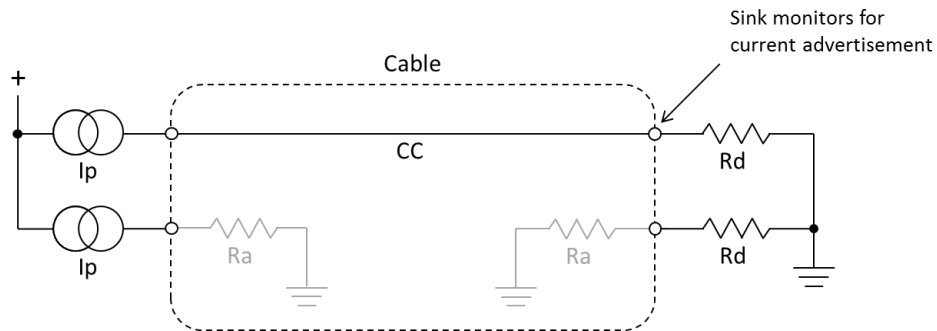 Sink monitors for
current advertisement
Cable
+
Ip
CC
Rd
Ip
Ra
Ra
Rd